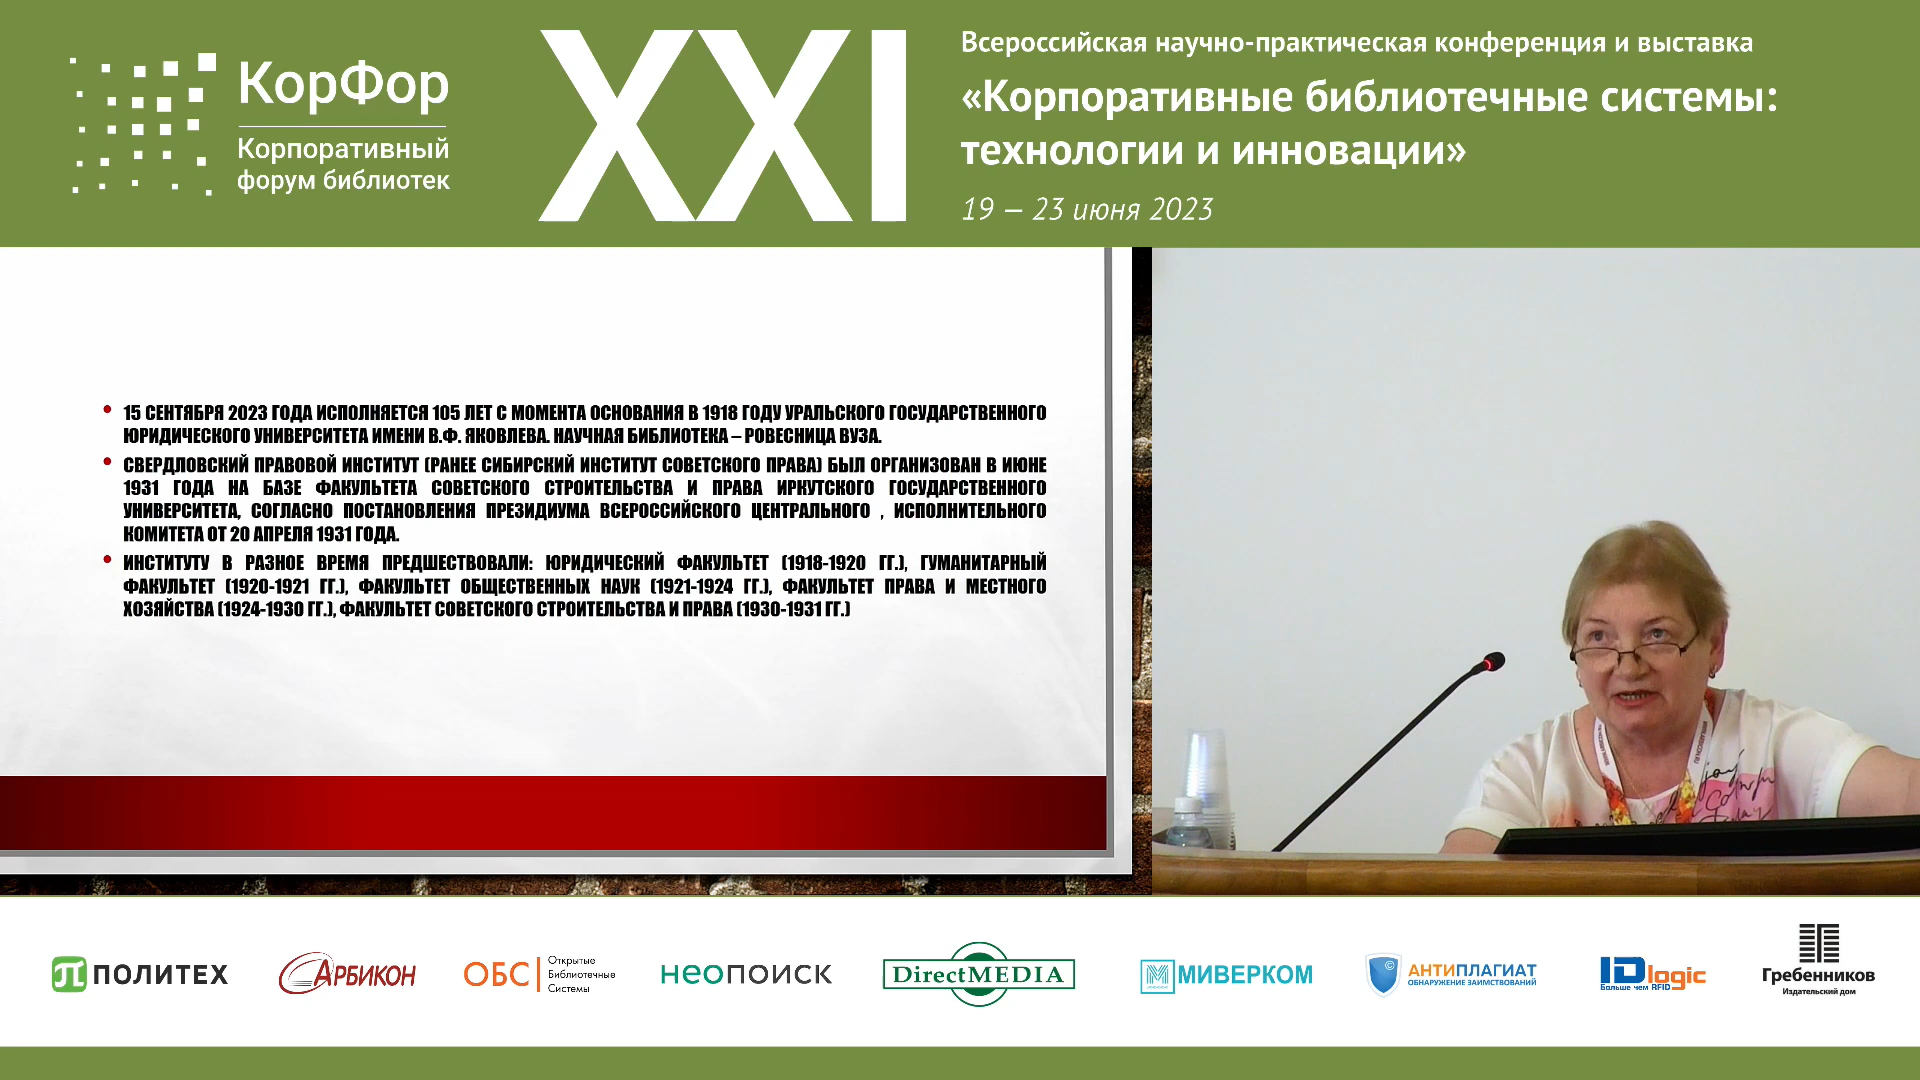 КорФор
Корпоративный
форум библиотек
XXI
Всероссийская научно-практическая конференция и выставка
«Корпоративные библиотечные системы:
технологии и инновации»
19 — 23 июня 2023
• 15 СЕНТЯБРЯ 2023 ГОДА ИСПОЛНЯЕТСЯ 105 ЛЕТ С МОМЕНТА ОСНОВАНИЯ В 1918 ГОДУ УРАЛЬСКОГО ГОСУДАРСТВЕННОГО
ЮРИДИЧЕСКОГО УНИВЕРСИТЕТА ИМЕНИ В.Ф. ЯКОВЛЕВА. НАУЧНАЯ БИБЛИОТЕКА – РОВЕСНИЦА ВУЗА.
• СВЕРДЛОВСКИЙ ПРАВОВОЙ ИНСТИТУТ (РАНЕЕ СИБИРСКИЙ ИНСТИТУТ СОВЕТСКОГО ПРАВА) БЫЛ ОРГАНИЗОВАН В ИЮНЕ
1931 ГОДА НА БАЗЕ ФАКУЛЬТЕТА СОВЕТСКОГО СТРОИТЕЛЬСТВА И ПРАВА ИРКУТСКОГО ГОСУДАРСТВЕННОГО
УНИВЕРСИТЕТА, СОГЛАСНО ПОСТАНОВЛЕНИЯ ПРЕЗИДИУМА ВСЕРОССИЙСКОГО ЦЕНТРАЛЬНОГО , ИСПОЛНИТЕЛЬНОГО
КОМИТЕТА ОТ 20 АПРЕЛЯ 1931 ГОДА.
• ИНСТИТУТУ В РАЗНОЕ ВРЕМЯ ПРЕДШЕСТВОВАЛИ: ЮРИДИЧЕСКИЙ ФАКУЛЬТЕТ (1918-1920 ГГ.), ГУМАНИТАРНЫЙ
ФАКУЛЬТЕТ (1920-1921 ГГ.), ФАКУЛЬТЕТ ОБЩЕСТВЕННЫХ НАУК (1921-1924 ГГ.), ФАКУЛЬТЕТ ПРАВА И МЕСТНОГО
ХОЗЯЙСТВА (1924-1930 ГГ.), ФАКУЛЬТЕТ СОВЕТСКОГО СТРОИТЕЛЬСТВА И ПРАВА (1930-1931 ГГ.)
ПОЛИТЕХ
АРБИКОН
ОБС
Открытые
Библиотечные
Системы
НЕОПОИСК
DirectMEDIA
МИВЕРКОМ
АНТИПЛАГИАТ
ОБНАРУЖЕНИЕ ЗАИМСТВОВАНИЙ
IDlogic
Больше чем RFID
Гребенников
Издательский дом